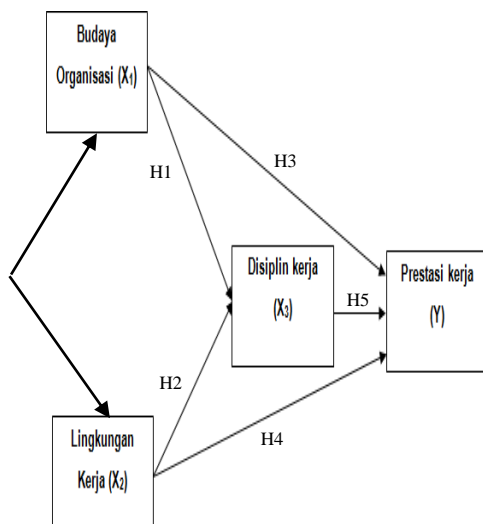 Budaya
Organisasi (X₁)
H1
H3
Disiplin kerja
(X₃)
H5
Prestasi kerja
(Y)
H2
H4
Lingkungan
Kerja (X₂)